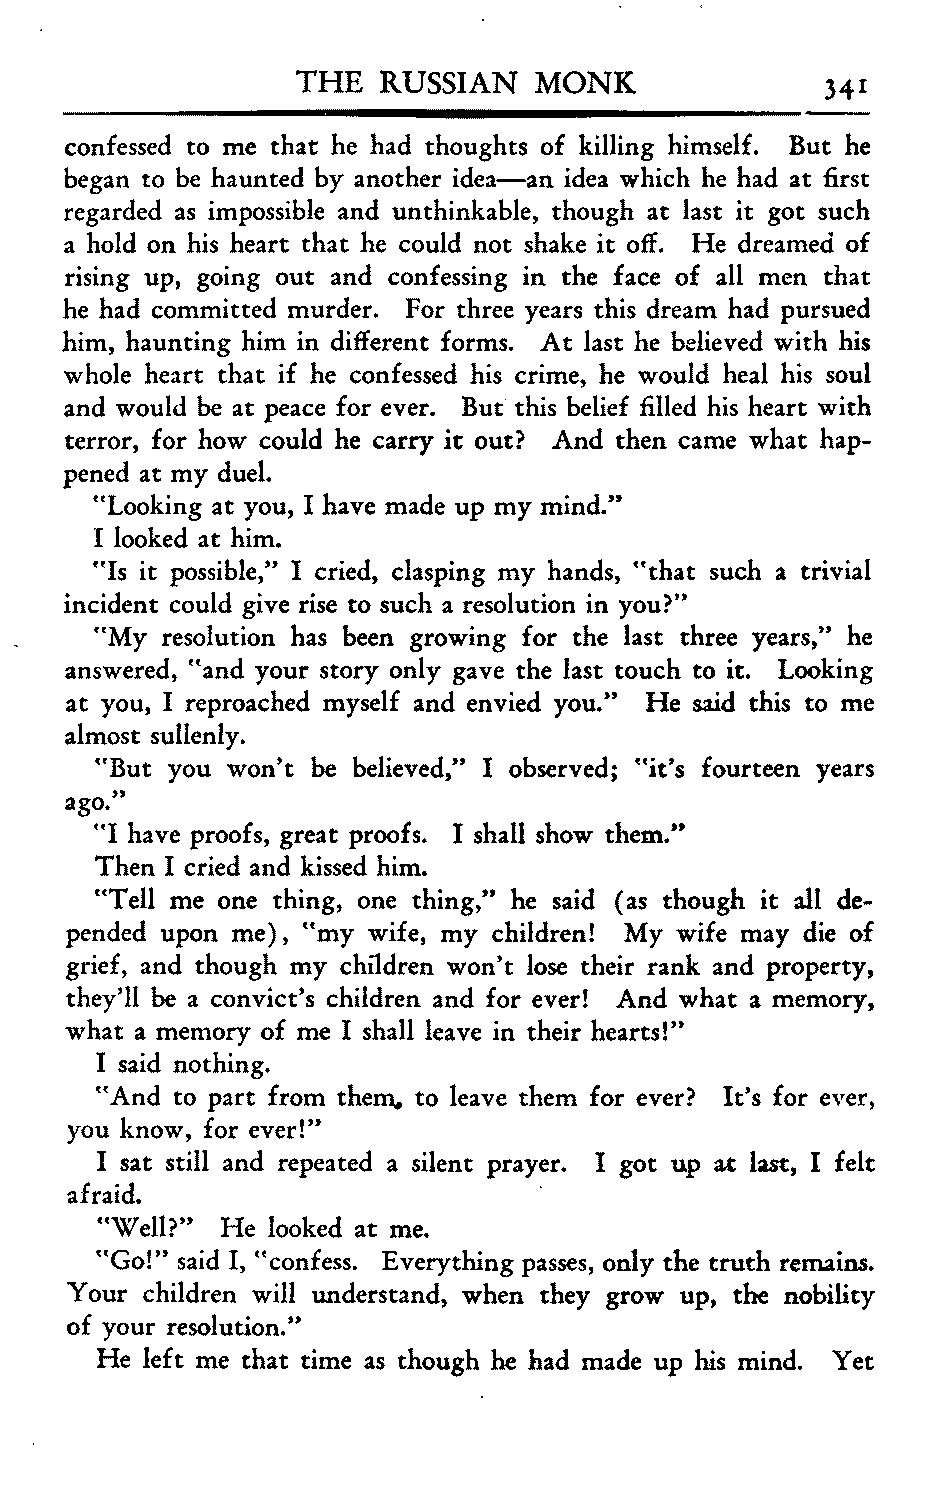 THE RUSSIAN MONK 341
confessed to me that he had thoughts of killing himself. But he
began to be haunted by another idea—an idea which he had at first
regarded as impossible and unthinkable, though at last it got such
a hold on his heart that he could not shake it off. He dreamed of
rising up, going out and confessing in the face of all men that
he had committed murder. For three years this dream had pursued
him, haunting him in different forms. At last he believed with his
whole heart that if he confessed his crime, he would heal his soul
and would be at peace for ever. But this belief filled his heart with
terror, for how could he carry it out? And then came what hap-
pened at my duel.
"Looking at you, I have made up my mind."
I looked at him.
"Is it possible," I cried, clasping my hands, "that such a trivial
incident could give rise to such a resolution in you?"
"My resolution has been growing for the last three years," he
answered, "and your story only gave the last touch to it. Looking
at you, I reproached myself and envied you." He said this to me
almost sullenly.
"But you won't be believed," I observed; "it's fourteen years
ago."
"I have proofs, great proofs. I shall show them."
Then I cried and kissed him.
"Tell me one thing, one thing," he said (as though it all de-
pended upon me), "my wife, my children! My wife may die of
grief, and though my children won't lose their rank and property,
they'll be a convict's children and for ever! And what a memory,
what a memory of me I shall leave in their hearts!"
I said nothing.
"And to part from them, to leave them for ever? It's for ever,
you know, for ever!"
I sat still and repeated a silent prayer. I got up at last, I felt
afraid.
"Well?" He looked at me.
"Go!" said I, "confess. Everything passes, only the truth remains.
Your children will understand, when they grow up, the nobility
of your resolution."
He left me that time as though he had made up his mind. Yet